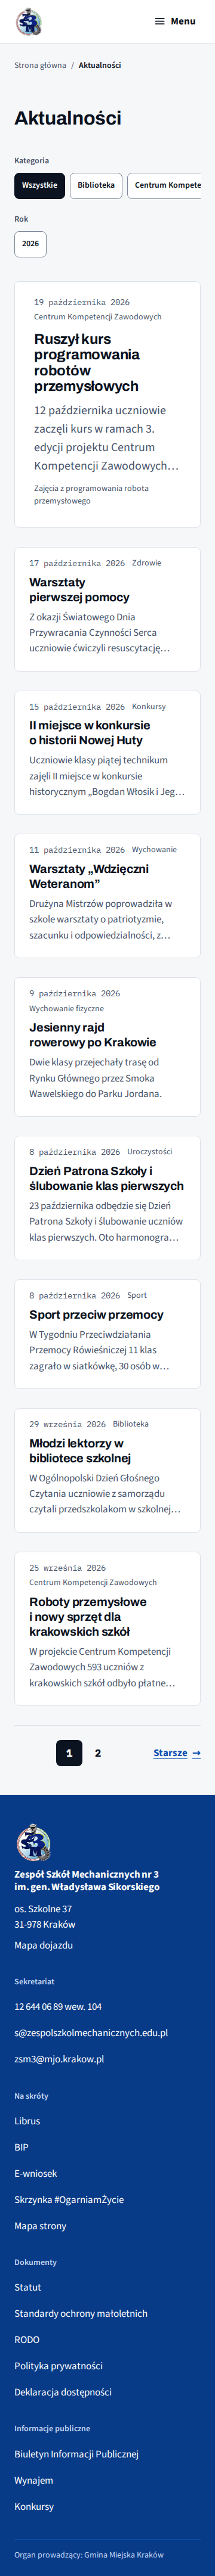 Menu
Strona główna / Aktualności
Aktualności
Kategoria
Wszystkie Biblioteka Centrum Kompete
Rok
2026
19 października 2026
Centrum Kompetencji Zawodowych
Ruszył kurs
programowania
robotów
przemysłowych
12 października uczniowie
zaczęli kurs w ramach 3.
edycji projektu Centrum
Kompetencji Zawodowych…
Zajęcia z programowania robota
przemysłowego
17 października 2026 Zdrowie
Warsztaty
pierwszej pomocy
Z okazji Światowego Dnia
Przywracania Czynności Serca
uczniowie ćwiczyli resuscytację…
15 października 2026 Konkursy
II miejsce w konkursie
o historii Nowej Huty
Uczniowie klasy piątej technikum
zajęli II miejsce w konkursie
historycznym „Bogdan Włosik i Jeg…
11 października 2026 Wychowanie
Warsztaty „Wdzięczni
Weteranom”
Drużyna Mistrzów poprowadziła w
szkole warsztaty o patriotyzmie,
szacunku i odpowiedzialności, z…
9 października 2026
Wychowanie fizyczne
Jesienny rajd
rowerowy po Krakowie
Dwie klasy przejechały trasę od
Rynku Głównego przez Smoka
Wawelskiego do Parku Jordana.
8 października 2026 Uroczystości
Dzień Patrona Szkoły i
ślubowanie klas pierwszych
23 października odbędzie się Dzień
Patrona Szkoły i ślubowanie uczniów
klas pierwszych. Oto harmonogra…
8 października 2026 Sport
Sport przeciw przemocy
W Tygodniu Przeciwdziałania
Przemocy Rówieśniczej 11 klas
zagrało w siatkówkę, 30 osób w…
29 września 2026 Biblioteka
Młodzi lektorzy w
bibliotece szkolnej
W Ogólnopolski Dzień Głośnego
Czytania uczniowie z samorządu
czytali przedszkolakom w szkolnej…
25 września 2026
Centrum Kompetencji Zawodowych
Roboty przemysłowe
i nowy sprzęt dla
krakowskich szkół
W projekcie Centrum Kompetencji
Zawodowych 593 uczniów z
krakowskich szkół odbyło płatne…
1 2 Starsze →
Zespół Szkół Mechanicznych nr 3
im. gen. Władysława Sikorskiego
os. Szkolne 37
31-978 Kraków
Mapa dojazdu
Sekretariat
12 644 06 89 wew. 104
s@zespolszkolmechanicznych.edu.pl
zsm3@mjo.krakow.pl
Na skróty
Librus
BIP
E-wniosek
Skrzynka #OgarniamŻycie
Mapa strony
Dokumenty
Statut
Standardy ochrony małoletnich
RODO
Polityka prywatności
Deklaracja dostępności
Informacje publiczne
Biuletyn Informacji Publicznej
Wynajem
Konkursy
Organ prowadzący: Gmina Miejska Kraków